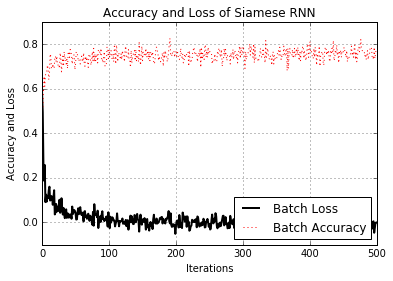 Accuracy and Loss of Siamese RNN
Accuracy and Loss
0.8
0.6
0.4
0.2
0.0
Batch Loss
Batch Accuracy
0 100 200 300 400 500
Iterations